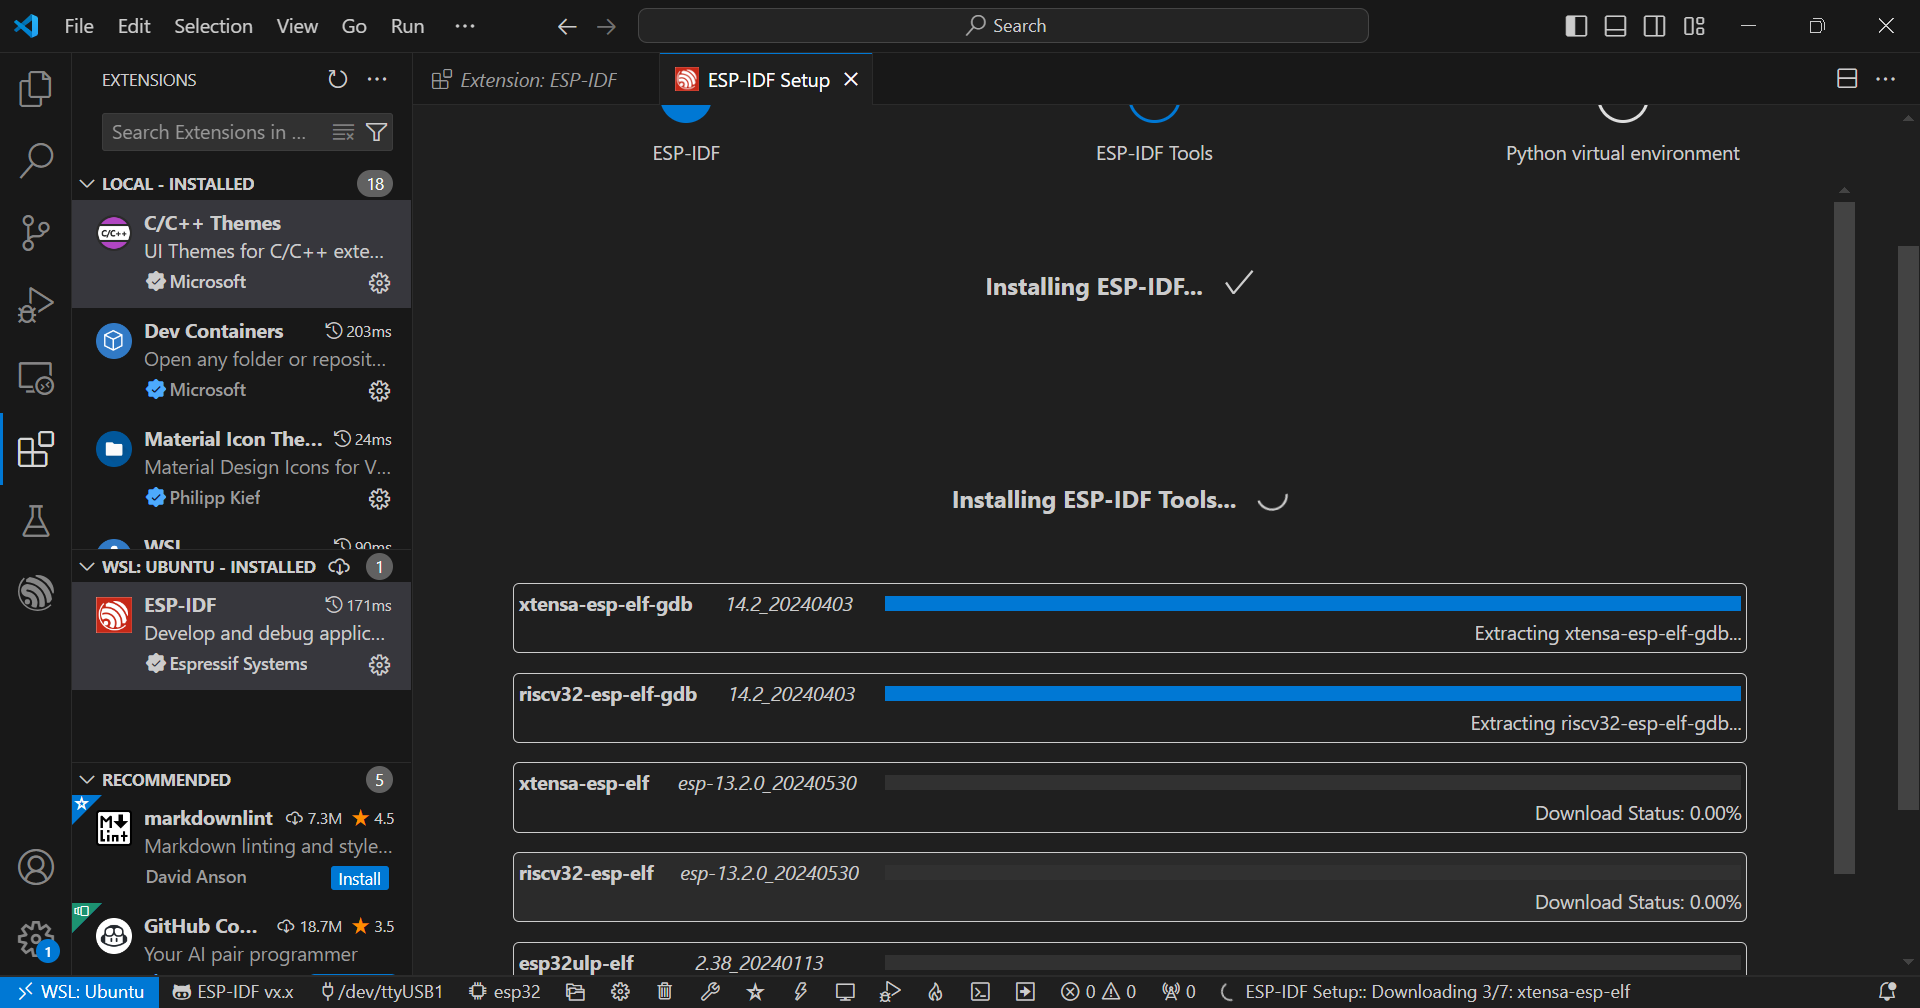 File Edit Selection View Go Run ···
Search
EXTENSIONS
Search Extensions in ...
LOCAL - INSTALLED 18
C/C++
C/C++ Themes
UI Themes for C/C++ exte...
Microsoft
Dev Containers 203ms
Open any folder or reposit...
Microsoft
Material Icon The... 24ms
Material Design Icons for V...
Philipp Kief
WSL 90ms
WSL: UBUNTU - INSTALLED 1
ESP-IDF 171ms
Develop and debug applic...
Espressif Systems
RECOMMENDED 5
M lint
markdownlint 7.3M 4.5
Markdown linting and style...
David Anson Install
GitHub Co... 18.7M 3.5
Your AI pair programmer
1
Extension: ESP-IDF
ESP-IDF Setup
ESP-IDF
ESP-IDF Tools
Python virtual environment
Installing ESP-IDF...
Installing ESP-IDF Tools...
xtensa-esp-elf-gdb 14.2_20240403
Extracting xtensa-esp-elf-gdb...
riscv32-esp-elf-gdb 14.2_20240403
Extracting riscv32-esp-elf-gdb...
xtensa-esp-elf esp-13.2.0_20240530
Download Status: 0.00%
riscv32-esp-elf esp-13.2.0_20240530
Download Status: 0.00%
esp32ulp-elf 2.38_20240113
WSL: Ubuntu ESP-IDF vx.x /dev/ttyUSB1 esp32 0 0 0 ESP-IDF Setup:: Downloading 3/7: xtensa-esp-elf